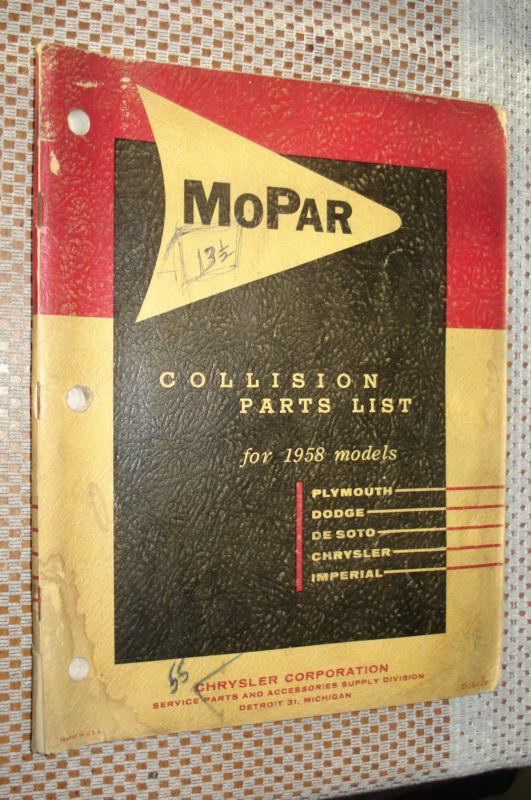 MOPAR
13½
COLLISION
PARTS LIST
for 1958 models
PLYMOUTH
DODGE
DE SOTO
CHRYSLER
IMPERIAL
55
CHRYSLER CORPORATION
SERVICE PARTS AND ACCESSORIES SUPPLY DIVISION
DETROIT 31, MICHIGAN